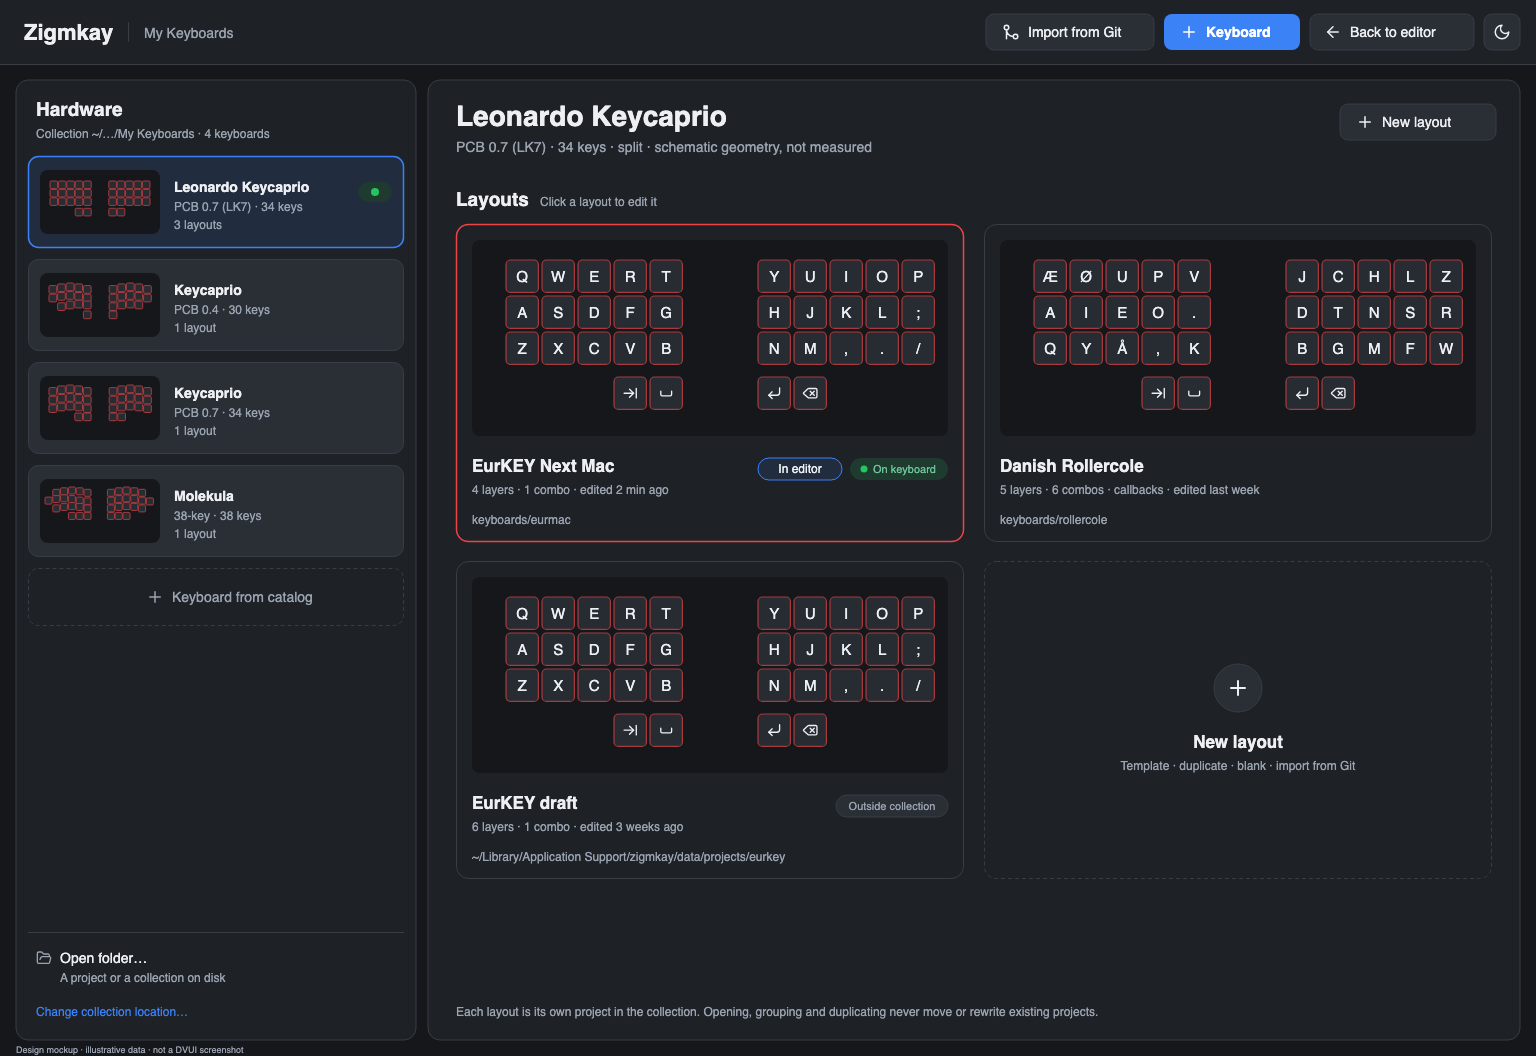 Zigmkay
My Keyboards
Import from Git
+ Keyboard
Back to editor
Hardware
Collection ~/.../My Keyboards · 4 keyboards
Leonardo Keycaprio
PCB 0.7 (LK7) · 34 keys
3 layouts
Keycaprio
PCB 0.4 · 30 keys
1 layout
Keycaprio
PCB 0.7 · 34 keys
1 layout
Molekula
38-key · 38 keys
1 layout
+ Keyboard from catalog
Open folder...
A project or a collection on disk
Change collection location...
Leonardo Keycaprio
PCB 0.7 (LK7) · 34 keys · split · schematic geometry, not measured
+ New layout
Layouts Click a layout to edit it
Q W E R T Y U I O P
A S D F G H J K L ;
Z X C V B N M , . /
EurKEY Next Mac
In editor
On keyboard
4 layers · 1 combo · edited 2 min ago
keyboards/eurmac
Æ Ø U P V J C H L Z
A I E O . D T N S R
Q Y Å , K B G M F W
Danish Rollercole
5 layers · 6 combos · callbacks · edited last week
keyboards/rollercole
Q W E R T Y U I O P
A S D F G H J K L ;
Z X C V B N M , . /
EurKEY draft
Outside collection
6 layers · 1 combo · edited 3 weeks ago
~/Library/Application Support/zigmkay/data/projects/eurkey
+
New layout
Template · duplicate · blank · import from Git
Each layout is its own project in the collection. Opening, grouping and duplicating never move or rewrite existing projects.
Design mockup · illustrative data · not a DVUI screenshot